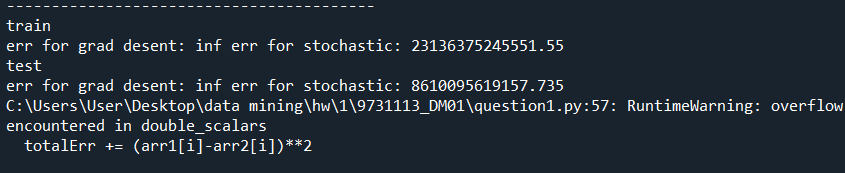 -----------------------------------------
train
err for grad desent: inf err for stochastic: 23136375245551.55
test
err for grad desent: inf err for stochastic: 8610095619157.735
C:\Users\User\Desktop\data mining\hw\1\9731113_DM01\question1.py:57: RuntimeWarning: overflow
encountered in double_scalars
  totalErr += (arr1[i]-arr2[i])**2